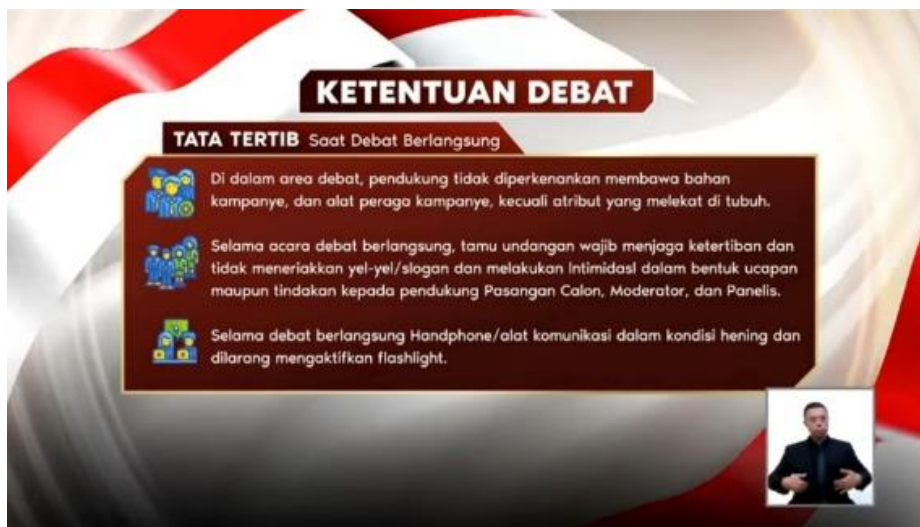 KETENTUAN DEBAT
TATA TERTIB Saat Debat Berlangsung
Di dalam area debat, pendukung tidak diperkenankan membawa bahan
kampanye, dan alat peraga kampanye, kecuali atribut yang melekat di tubuh.
Selama acara debat berlangsung, tamu undangan wajib menjaga ketertiban dan
tidak meneriakkan yel-yel/slogan dan melakukan IntimidasI dalam bentuk ucapan
maupun tindakan kepada pendukung Pasangan Calon, Moderator, dan Panelis.
Selama debat berlangsung Handphone/alat komunikasi dalam kondisi hening dan
dilarang mengaktifkan flashlight.